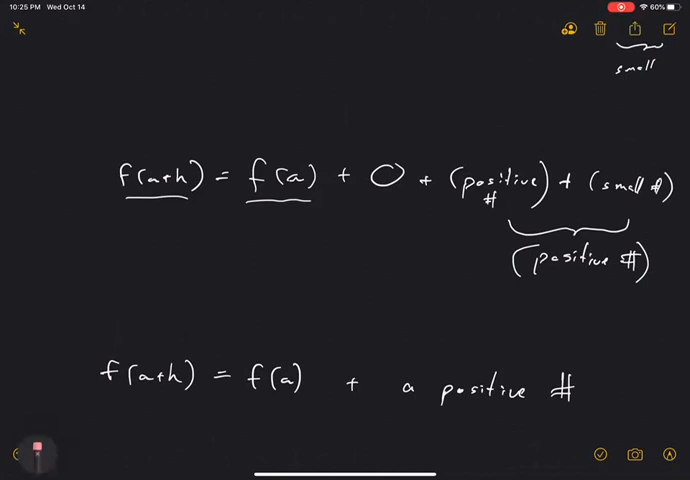 10:25 PM Wed Oct 14
60%
small
f(a+h) = f(a) + 0 + (positive #) + (small #)
(positive #)
f(a+h) = f(a) + a positive #